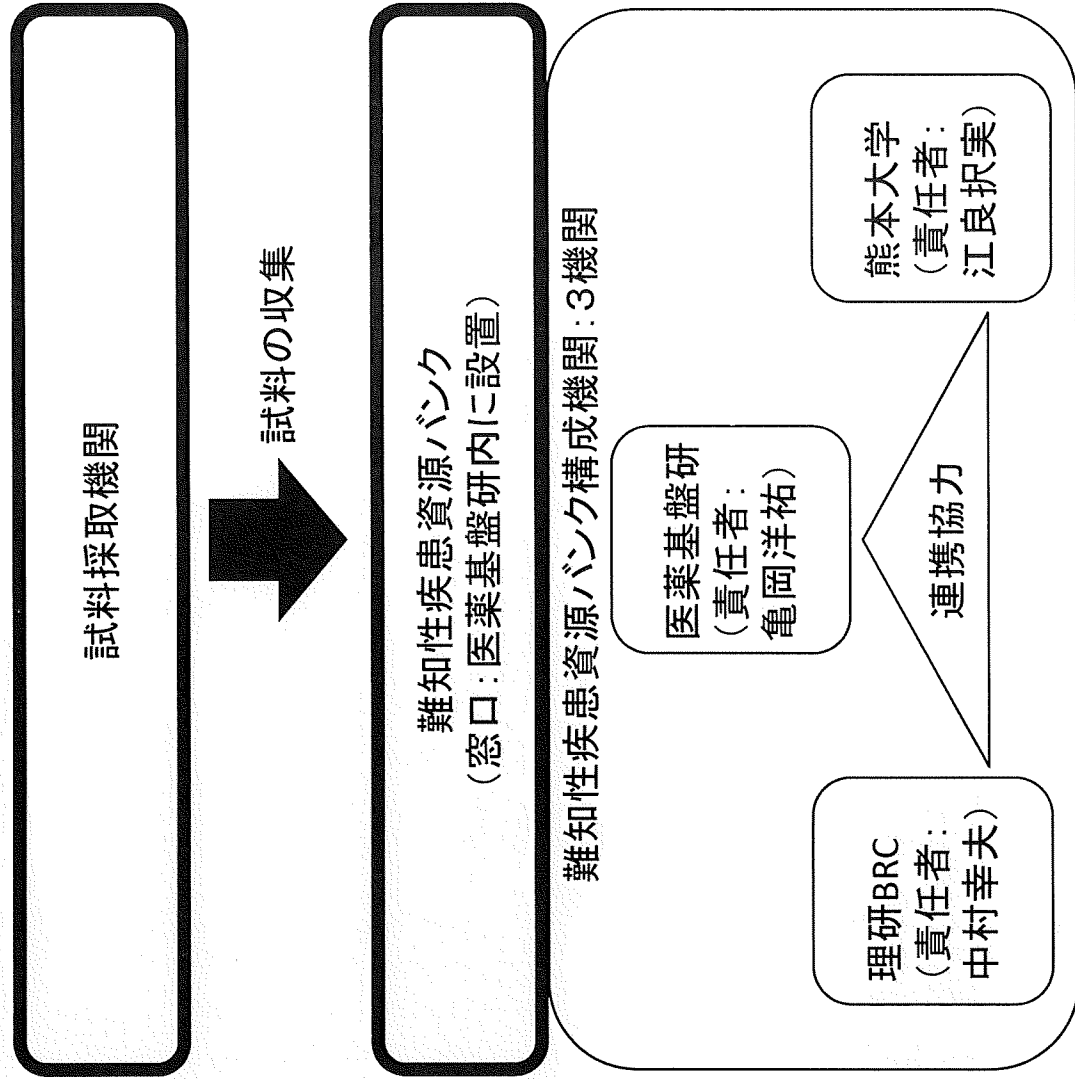 試料採取機関
試料の収集
難知性疾患資源バンク
(窓口:医薬基盤研内に設置)
難知性疾患資源バンク構成機関:3機関
医薬基盤研
(責任者:
亀岡洋祐)
連携協力
理研BRC
(責任者:
中村幸夫)
熊本大学
(責任者:
江良択実)